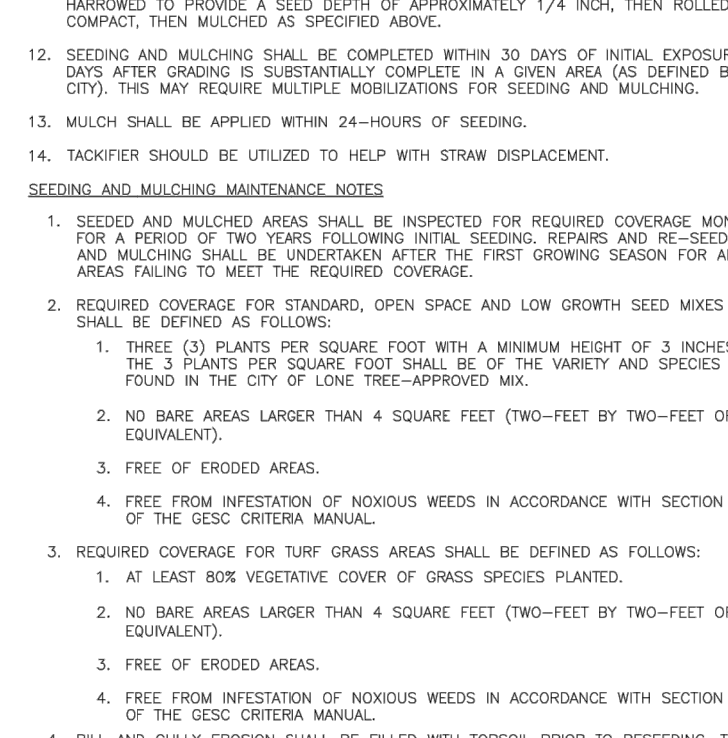 HARROWED TO PROVIDE A SEED DEPTH OF APPROXIMATELY 1/4 INCH, THEN ROLLED
COMPACT, THEN MULCHED AS SPECIFIED ABOVE.
12. SEEDING AND MULCHING SHALL BE COMPLETED WITHIN 30 DAYS OF INITIAL
DAYS AFTER GRADING IS SUBSTANTIALLY COMPLETE IN A GIVEN AREA (AS DEFINED
CITY). THIS MAY REQUIRE MULTIPLE MOBILIZATIONS FOR SEEDING AND MULCHING.
13. MULCH SHALL BE APPLIED WITHIN 24–HOURS OF SEEDING.
14. TACKIFIER SHOULD BE UTILIZED TO HELP WITH STRAW DISPLACEMENT.
SEEDING AND MULCHING MAINTENANCE NOTES
1. SEEDED AND MULCHED AREAS SHALL BE INSPECTED FOR REQUIRED COVERAGE
FOR A PERIOD OF TWO YEARS FOLLOWING INITIAL SEEDING. REPAIRS AND RE–SEED
AND MULCHING SHALL BE UNDERTAKEN AFTER THE FIRST GROWING SEASON FOR
AREAS FAILING TO MEET THE REQUIRED COVERAGE.
2. REQUIRED COVERAGE FOR STANDARD, OPEN SPACE AND LOW GROWTH SEED MIXES
SHALL BE DEFINED AS FOLLOWS:
1. THREE (3) PLANTS PER SQUARE FOOT WITH A MINIMUM HEIGHT OF 3 INCHES
THE 3 PLANTS PER SQUARE FOOT SHALL BE OF THE VARIETY AND SPECIES
FOUND IN THE CITY OF LONE TREE–APPROVED MIX.
2. NO BARE AREAS LARGER THAN 4 SQUARE FEET (TWO–FEET BY TWO–FEET
EQUIVALENT).
3. FREE OF ERODED AREAS.
4. FREE FROM INFESTATION OF NOXIOUS WEEDS IN ACCORDANCE WITH SECTION
OF THE GESC CRITERIA MANUAL.
3. REQUIRED COVERAGE FOR TURF GRASS AREAS SHALL BE DEFINED AS FOLLOWS:
1. AT LEAST 80% VEGETATIVE COVER OF GRASS SPECIES PLANTED.
2. NO BARE AREAS LARGER THAN 4 SQUARE FEET (TWO–FEET BY TWO–FEET
EQUIVALENT).
3. FREE OF ERODED AREAS.
4. FREE FROM INFESTATION OF NOXIOUS WEEDS IN ACCORDANCE WITH SECTION
OF THE GESC CRITERIA MANUAL.
4. RILL AND GULLY EROSION SHALL BE FILLED WITH TOPSOIL PRIOR TO RESEEDING.